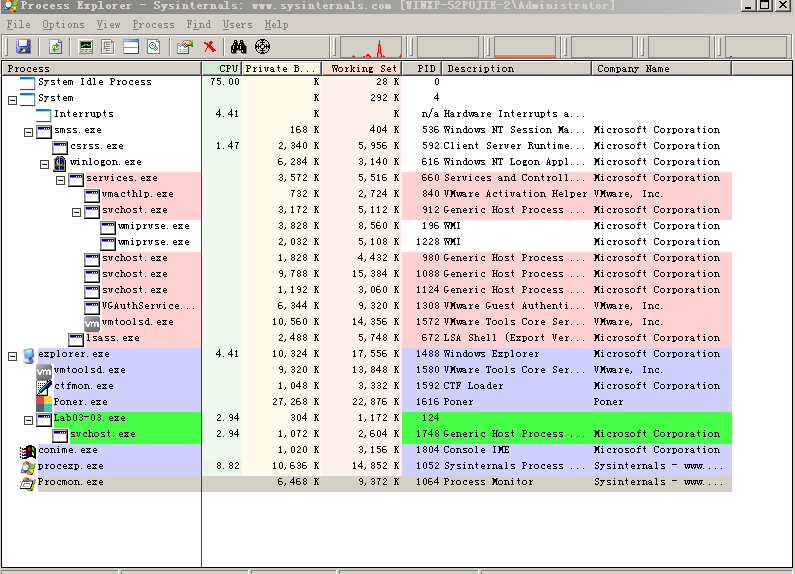 Process Explorer - Sysinternals: www.sysinternals.com [WINXP-52POJIE-2\Administrator]
File Options View Process Find Users Help
Process CPU Private B... Working Set PID Description Company Name
System Idle Process 75.00 K 28 K 0
System K 292 K 4
Interrupts 4.41 K K n/a Hardware Interrupts a...
smss.exe 168 K 404 K 536 Windows NT Session Ma... Microsoft Corporation
csrss.exe 1.47 2,340 K 5,956 K 592 Client Server Runtime... Microsoft Corporation
winlogon.exe 6,284 K 3,140 K 616 Windows NT Logon Appl... Microsoft Corporation
services.exe 3,572 K 5,516 K 660 Services and Controll... Microsoft Corporation
vmacthlp.exe 732 K 2,724 K 840 VMware Activation Helper VMware, Inc.
svchost.exe 3,172 K 5,112 K 912 Generic Host Process ... Microsoft Corporation
wmiprvse.exe 3,828 K 8,560 K 196 WMI Microsoft Corporation
wmiprvse.exe 2,032 K 5,108 K 1228 WMI Microsoft Corporation
svchost.exe 1,828 K 4,432 K 980 Generic Host Process ... Microsoft Corporation
svchost.exe 9,788 K 15,384 K 1088 Generic Host Process ... Microsoft Corporation
svchost.exe 1,192 K 3,060 K 1124 Generic Host Process ... Microsoft Corporation
VGAuthService... 6,344 K 9,320 K 1308 VMware Guest Authenti... VMware, Inc.
vmtoolsd.exe 10,560 K 14,356 K 1572 VMware Tools Core Ser... VMware, Inc.
lsass.exe 2,488 K 5,748 K 672 LSA Shell (Export Ver... Microsoft Corporation
explorer.exe 4.41 10,324 K 17,556 K 1488 Windows Explorer Microsoft Corporation
vmtoolsd.exe 9,320 K 13,848 K 1580 VMware Tools Core Ser... VMware, Inc.
ctfmon.exe 1,048 K 3,332 K 1592 CTF Loader Microsoft Corporation
Poner.exe 27,268 K 22,876 K 1616 Poner Poner
Lab03-03.exe 2.94 304 K 1,172 K 124
svchost.exe 2.94 1,072 K 2,604 K 1748 Generic Host Process ... Microsoft Corporation
conime.exe 1,020 K 3,156 K 1804 Console IME Microsoft Corporation
procexp.exe 8.82 10,636 K 14,852 K 1052 Sysinternals Process ... Sysinternals - www....
Procmon.exe 6,468 K 9,372 K 1064 Process Monitor Sysinternals - www....